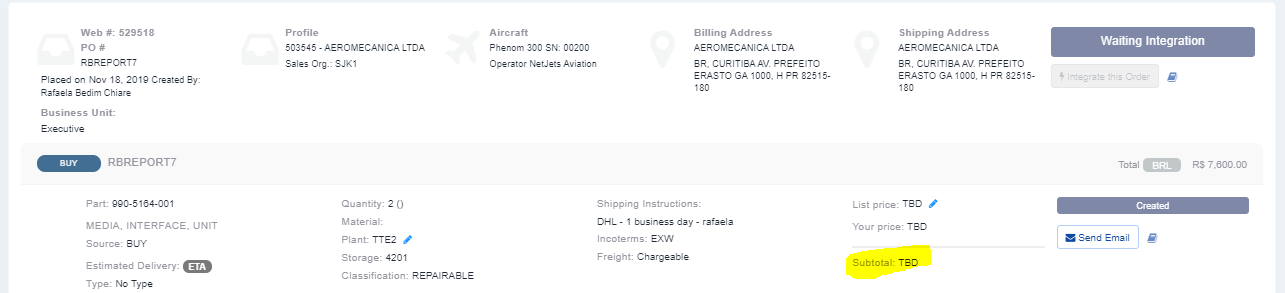 Web #: 529518
PO #
RBREPORT7
Placed on Nov 18, 2019 Created By:
Rafaela Bedim Chiare
Business Unit:
Executive
Profile
503545 - AEROMECANICA LTDA
Sales Org.: SJK1
Aircraft
Phenom 300 SN: 00200
Operator NetJets Aviation
Billing Address
AEROMECANICA LTDA
BR, CURITIBA AV. PREFEITO
ERASTO GA 1000, H PR 82515-
180
Shipping Address
AEROMECANICA LTDA
BR, CURITIBA AV. PREFEITO
ERASTO GA 1000, H PR 82515-
180
Waiting Integration
Integrate this Order
BUY RBREPORT7
Total BRL R$ 7,600.00
Part: 990-5164-001
MEDIA, INTERFACE, UNIT
Source: BUY
Estimated Delivery: ETA
Type: No Type
Quantity: 2 ()
Material:
Plant: TTE2
Storage: 4201
Classification: REPAIRABLE
Shipping Instructions:
DHL - 1 business day - rafaela
Incoterms: EXW
Freight: Chargeable
List price: TBD
Your price: TBD
Subtotal: TBD
Created
Send Email